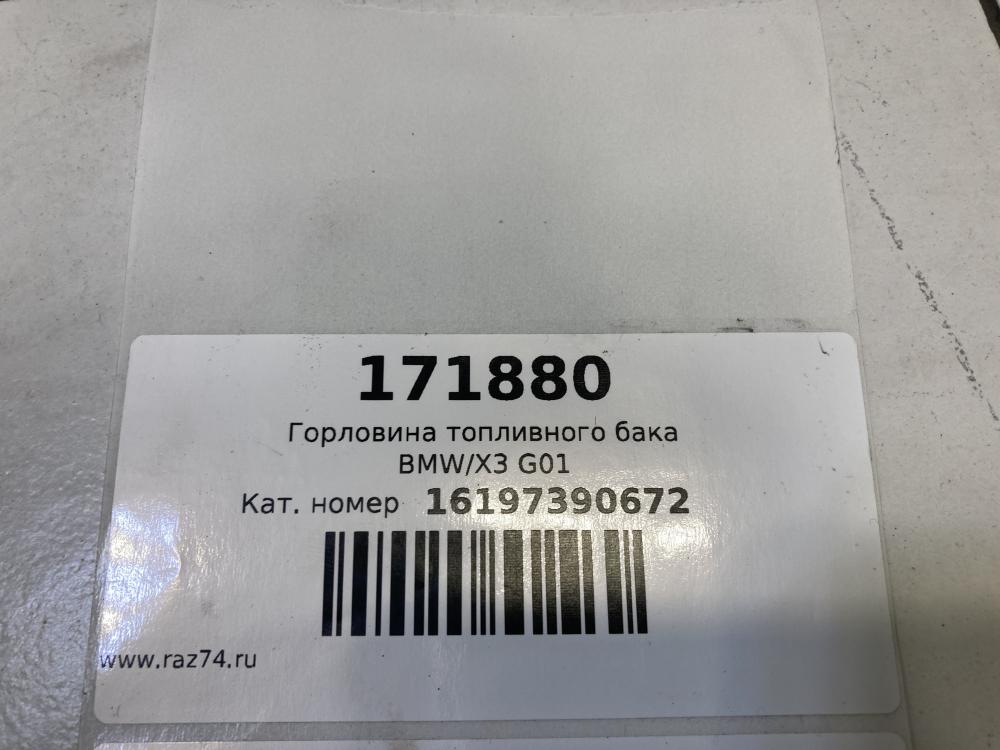 171880
Горловина топливного бака
BMW/X3 G01
Кат. номер 16197390672
www.raz74.ru